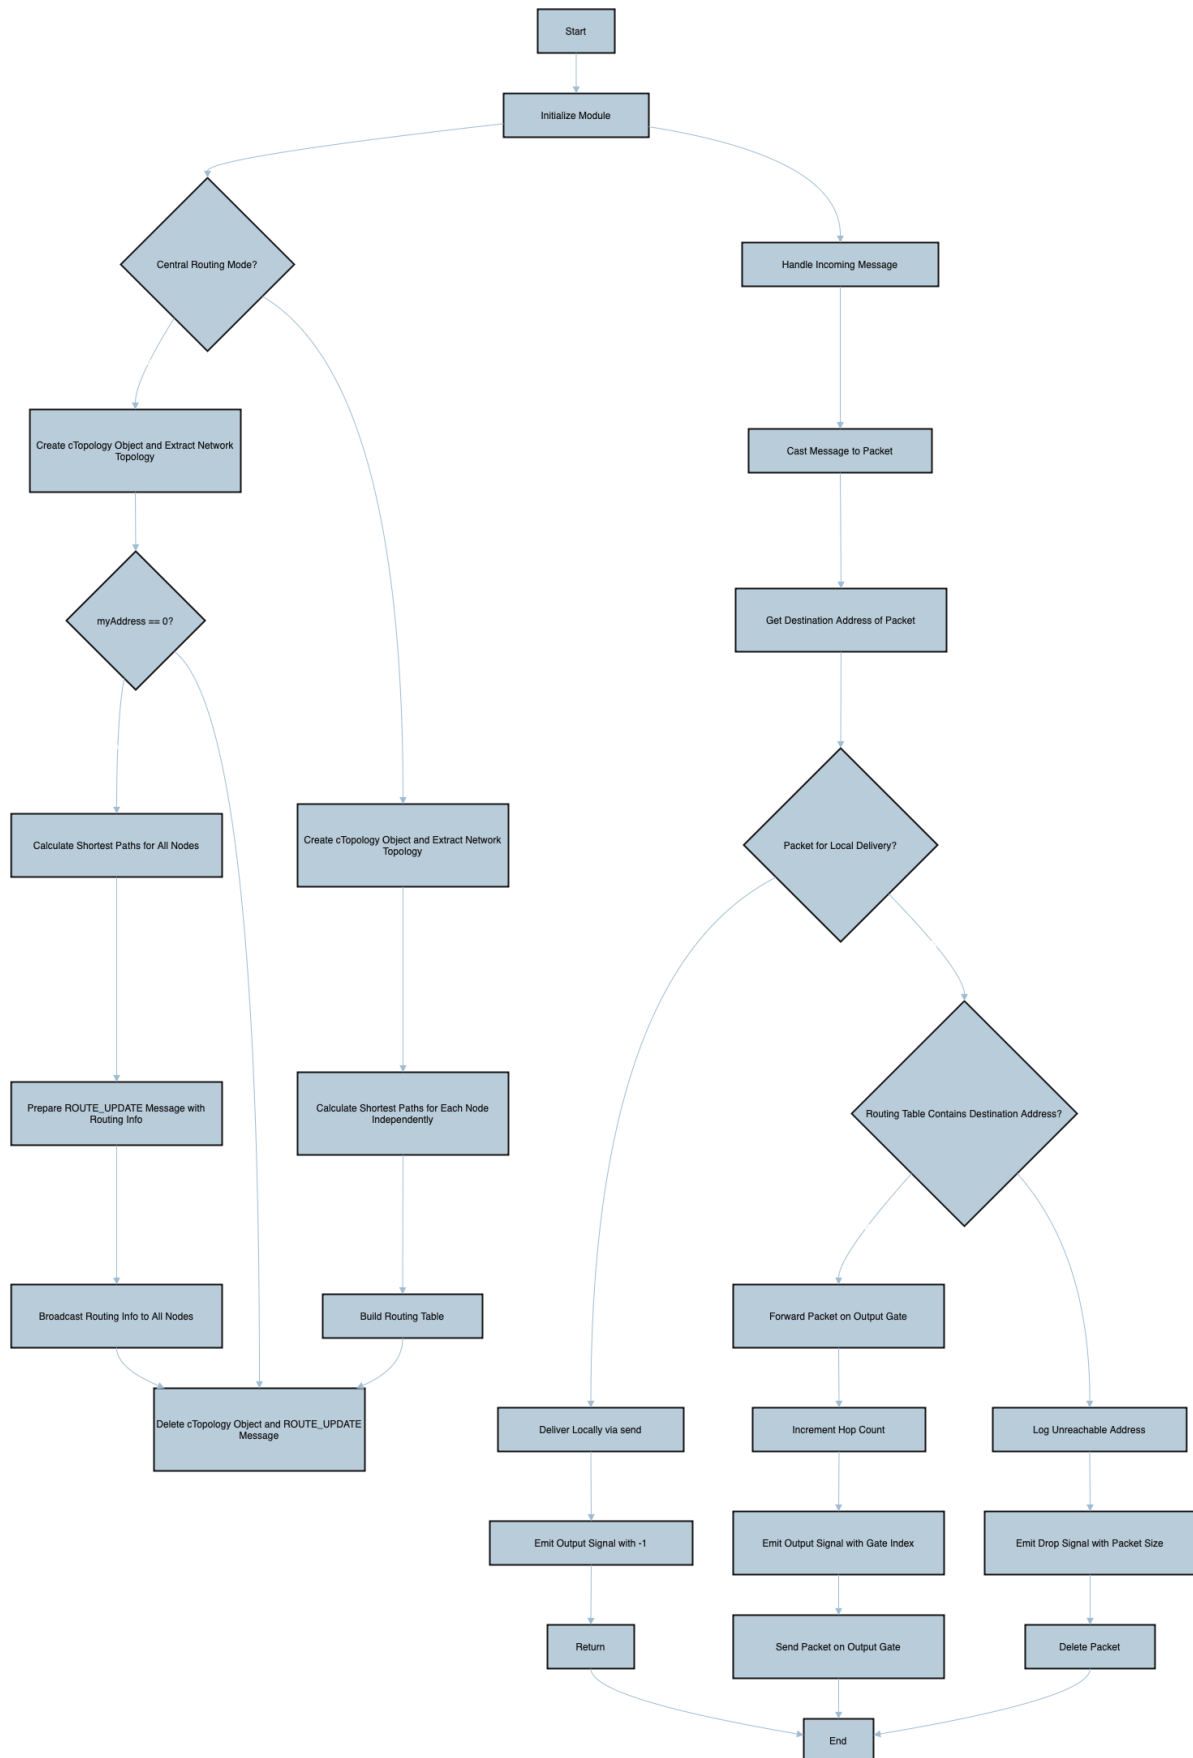 Start
Initialize Module
Central Routing Mode?
Handle Incoming Message
Create cTopology Object and Extract Network
Topology
Cast Message to Packet
myAddress == 0?
Get Destination Address of Packet
Calculate Shortest Paths for All Nodes
Create cTopology Object and Extract Network
Topology
Packet for Local Delivery?
Prepare ROUTE_UPDATE Message with
Routing Info
Calculate Shortest Paths for Each Node
Independently
Routing Table Contains Destination Address?
Broadcast Routing Info to All Nodes
Build Routing Table
Forward Packet on Output Gate
Delete cTopology Object and ROUTE_UPDATE
Message
Deliver Locally via send
Increment Hop Count
Log Unreachable Address
Emit Output Signal with -1
Emit Output Signal with Gate Index
Emit Drop Signal with Packet Size
Return
Send Packet on Output Gate
Delete Packet
End